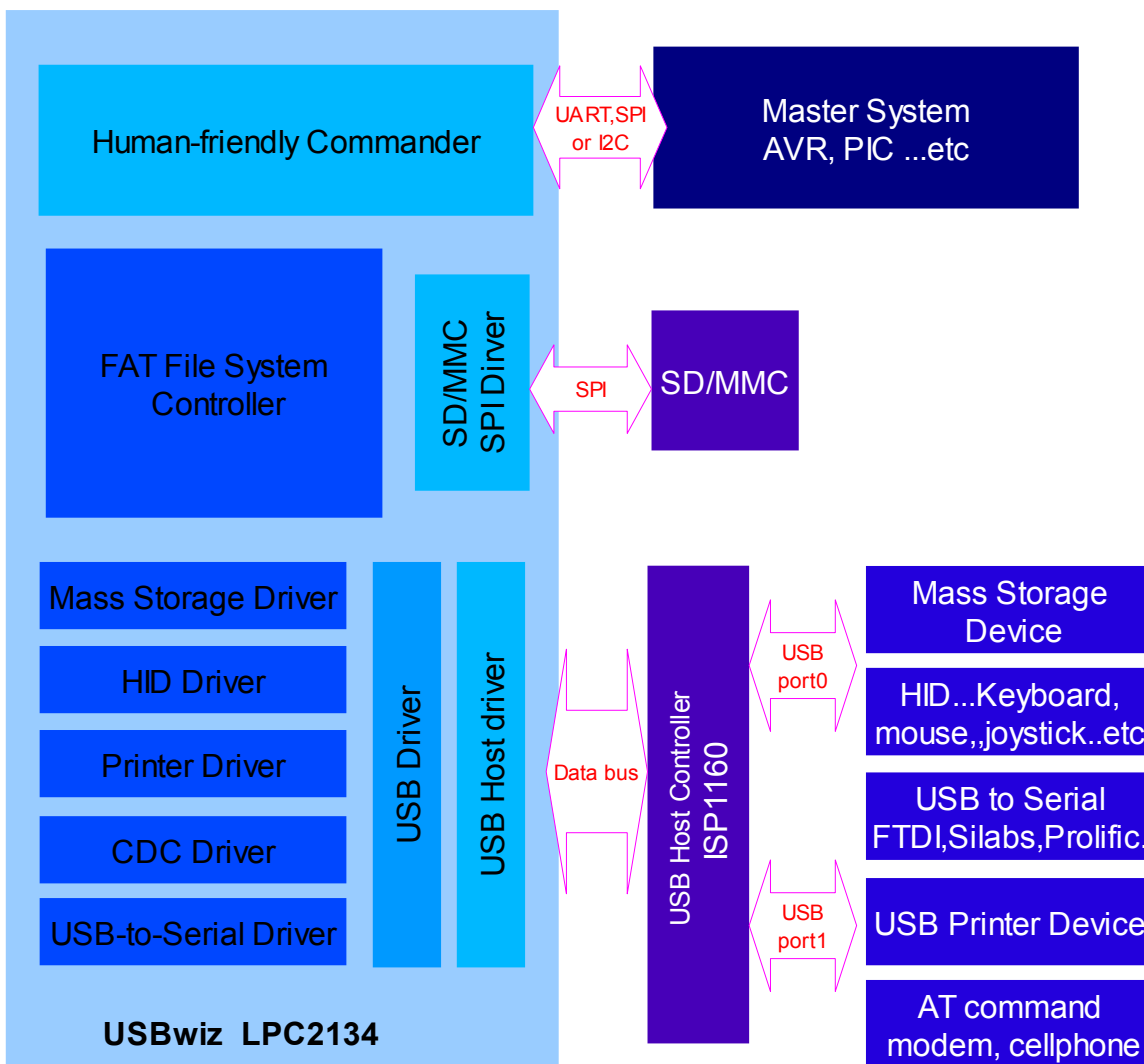 Human-friendly Commander
UART,SPI
or I2C
Master System
AVR, PIC ...etc
FAT File System
Controller
SD/MMC
SPI Dirver
SPI
SD/MMC
Mass Storage Driver
HID Driver
Printer Driver
CDC Driver
USB-to-Serial Driver
USB Driver
USB Host driver
Data bus
USB Host Controller
ISP1160
USB
port0
USB
port1
Mass Storage
Device
HID...Keyboard,
mouse,,joystick..etc
USB to Serial
FTDI,Silabs,Prolific.
USB Printer Device
AT command
modem, cellphone
USBwiz LPC2134